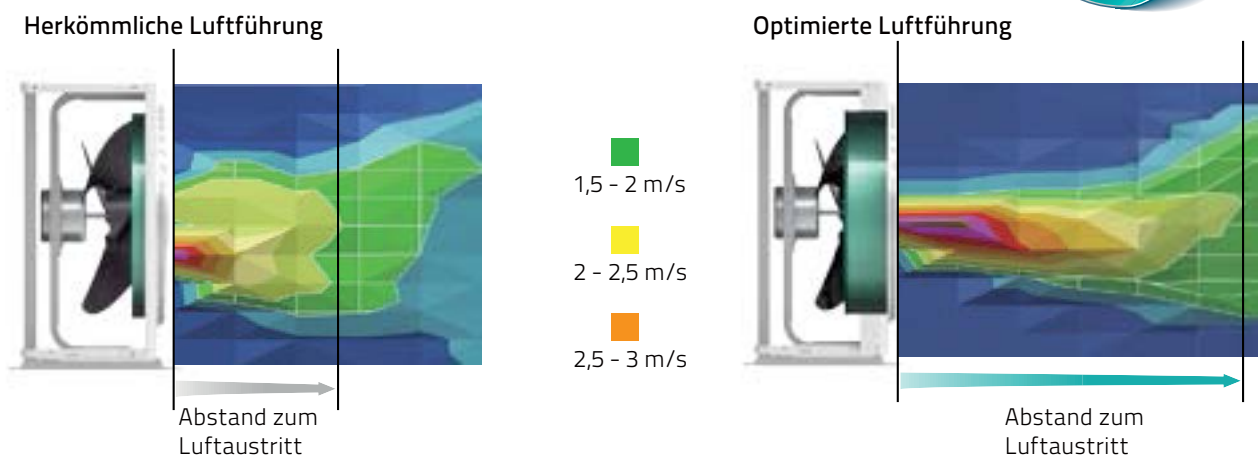 Herkömmliche Luftführung
Optimierte Luftführung
1,5 - 2 m/s
2 - 2,5 m/s
2,5 - 3 m/s
Abstand zum
Luftaustritt
Abstand zum
Luftaustritt